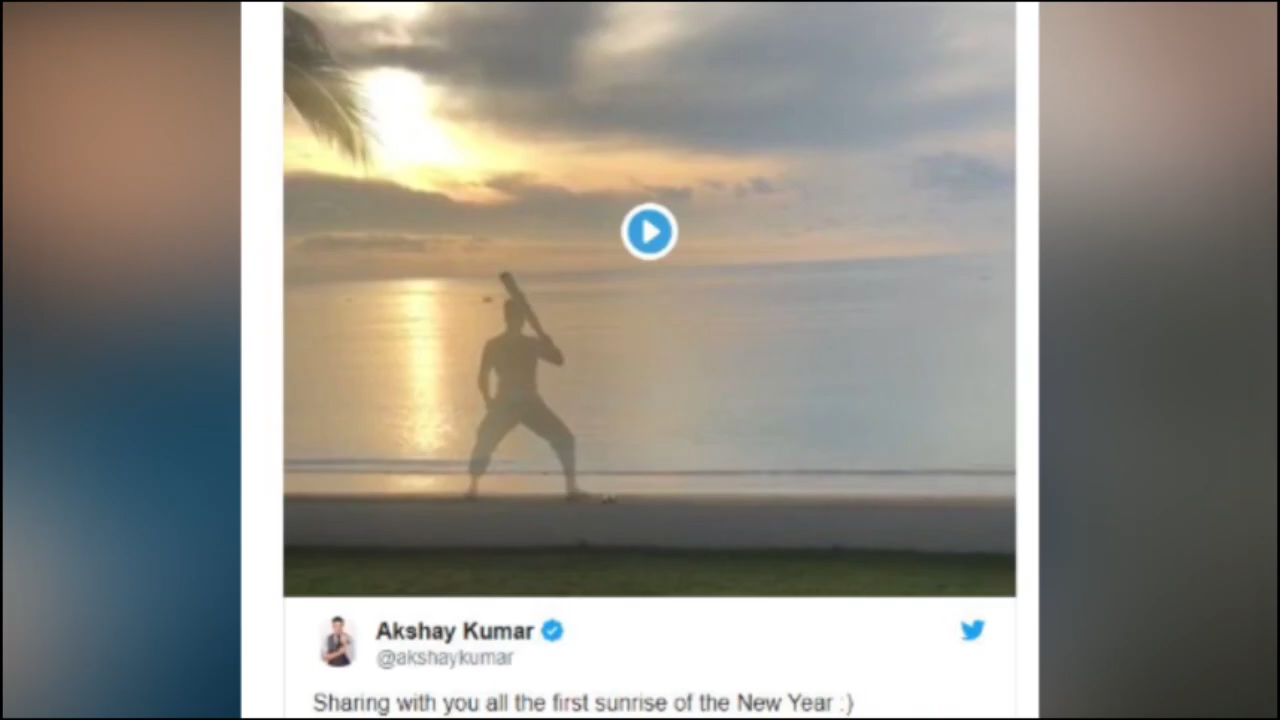 Akshay Kumar
@akshaykumar
Sharing with you all the first sunrise of the New Year :)